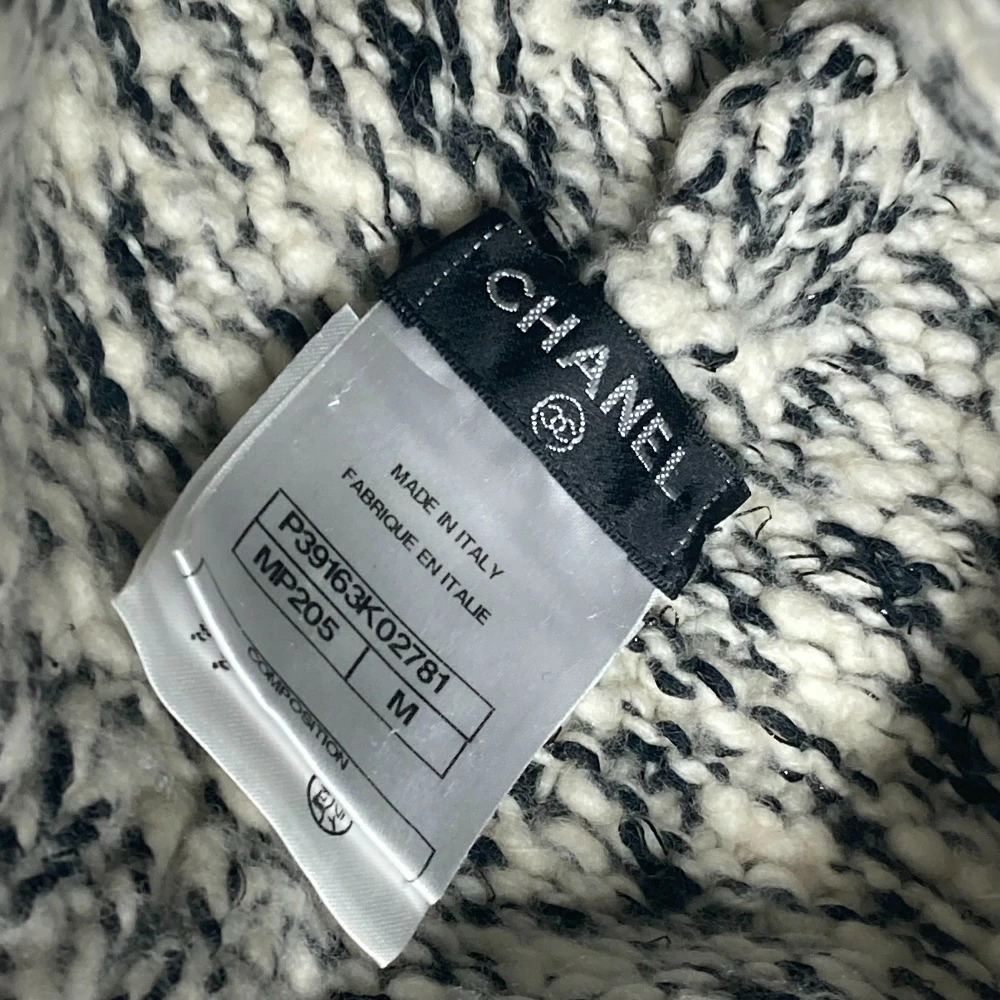 CHANEL
MADE IN ITALY
FABRIQUE EN ITALIE
P39163K02781
MP205 M
COMPOSITION